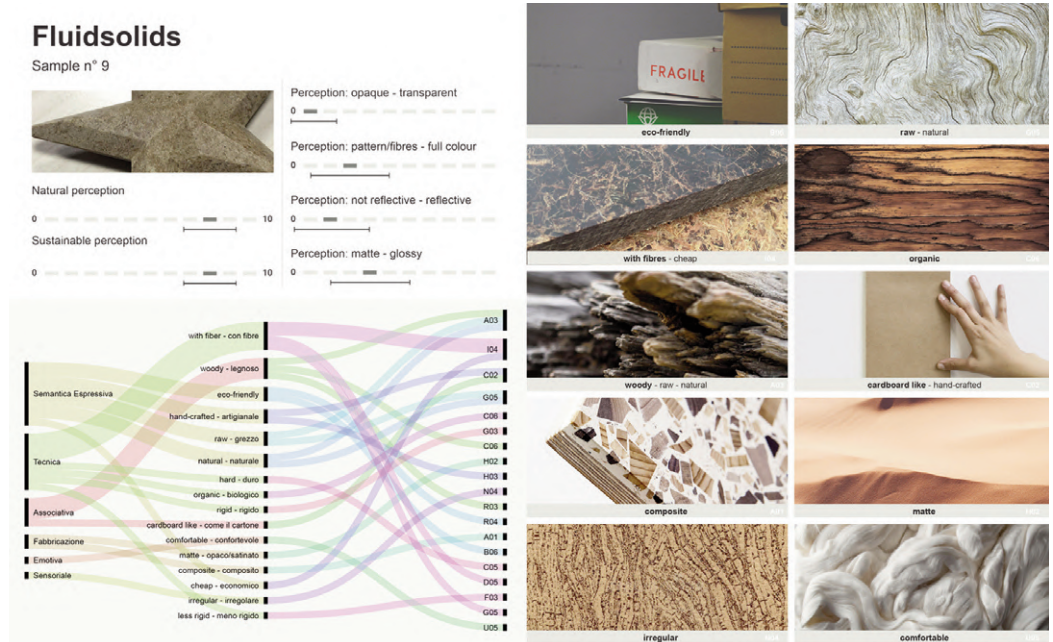 Fluidsolids
Sample n° 9
Natural perception
0
10
Sustainable perception
0
10
Perception: opaque - transparent
0
Perception: pattern/fibres - full colour
0
Perception: not reflective - reflective
0
Perception: matte - glossy
0
Semantica Espressiva
Tecnica
Associativa
Fabbricazione
Emotiva
Sensoriale
with fiber - con fibre
woody - legnoso
eco-friendly
hand-crafted - artigianale
raw - grezzo
natural - naturale
hard - duro
organic - biologico
rigid - rigido
cardboard like - come il cartone
comfortable - confortevole
matte - opaco/satinato
composite - composito
cheap - economico
irregular - irregolare
less rigid - meno rigido
A03
I04
C02
G05
C08
G03
C06
H02
H03
N04
R03
R04
A01
B06
C05
D05
F03
G05
U05
FRAGILE
eco-friendly
raw - natural
with fibres - cheap
organic
woody - raw - natural
cardboard like - hand-crafted
composite
matte
irregular
comfortable